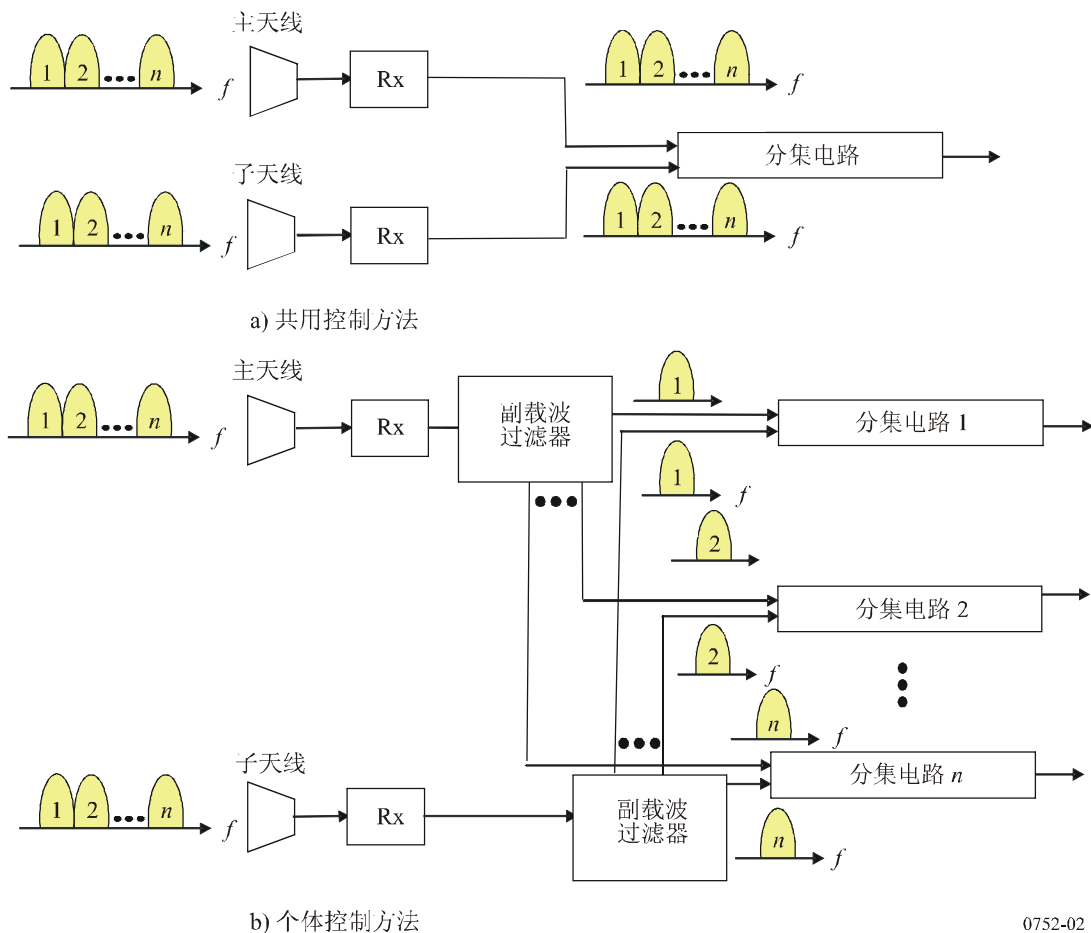 主天线
1 2 ••• n f
Rx
1 2 ••• n f
分集电路
子天线
1 2 ••• n f
Rx
1 2 ••• n f
a) 共用控制方法
主天线
1 2 ••• n f
Rx
副载波
过滤器
1
分集电路 1
1 f
•••
2
分集电路 2
2 f
n f
•••
子天线
分集电路 n
1 2 ••• n f
Rx
副载波
过滤器
n f
b) 个体控制方法
0752-02